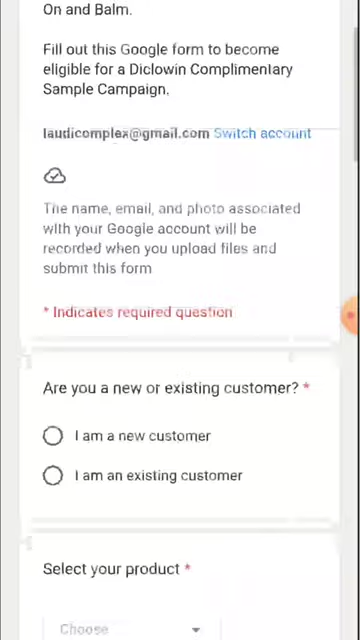 On and Balm.
Fill out this Google form to become
eligible for a Diclowin Complimentary
Sample Campaign.
laudicomplex@gmail.com Switch account
The name, email, and photo associated
with your Google account will be
recorded when you upload files and
submit this form
* Indicates required question
Are you a new or existing customer? *
I am a new customer
I am an existing customer
Select your product *
Choose